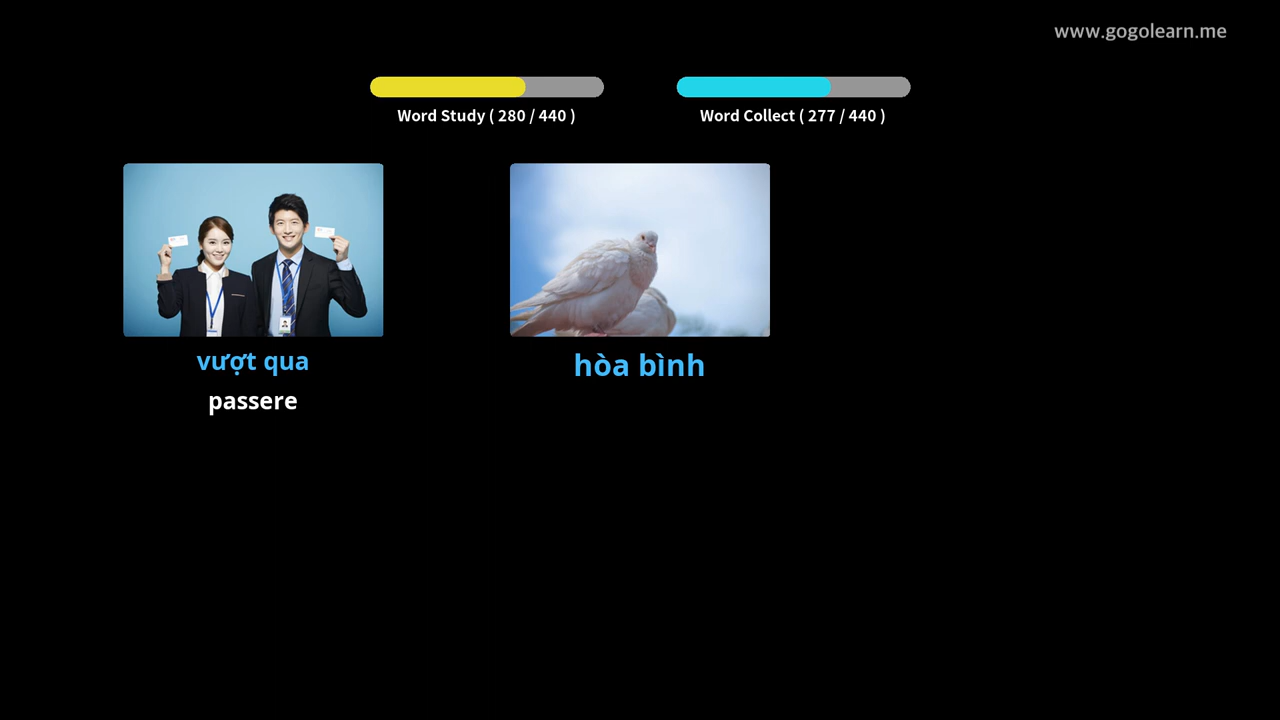 www.gogolearn.me
Word Study ( 280 / 440 )
Word Collect ( 277 / 440 )
vượt qua
passere
hòa bình